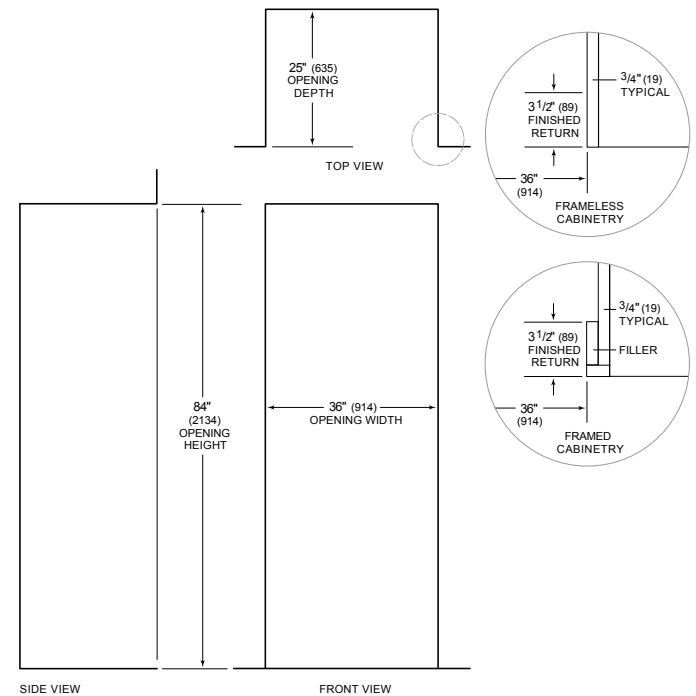 25" (635)
OPENING
DEPTH
TOP VIEW
3/4" (19)
TYPICAL
3 1/2" (89)
FINISHED
RETURN
36"
(914)
FRAMELESS
CABINETRY
3/4" (19)
TYPICAL
3 1/2" (89)
FINISHED
RETURN
FILLER
36"
(914)
FRAMED
CABINETRY
84"
(2134)
OPENING
HEIGHT
36" (914)
OPENING WIDTH
SIDE VIEW
FRONT VIEW